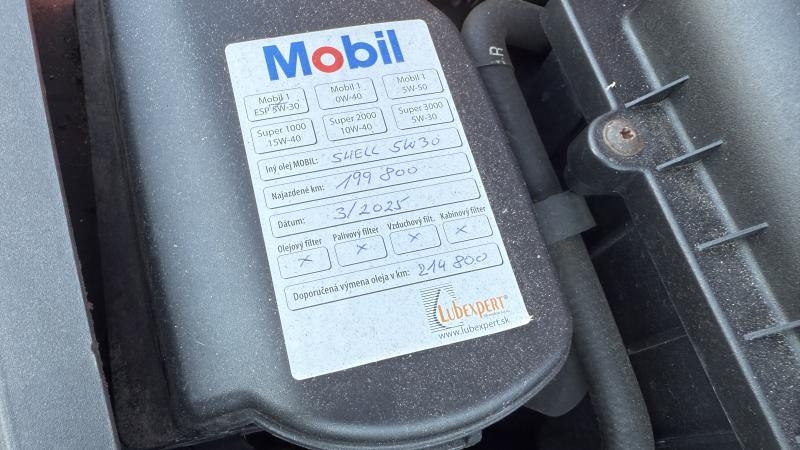 Mobil
Mobil 1 ESP 5W-30
Mobil 1 0W-40
Mobil 1 5W-50
Super 1000 15W-40
Super 2000 10W-40
Super 3000 5W-30
Iný olej MOBIL: SHELL 5W30
Najazdené km: 199 800
Dátum: 3/2025
Olejový filter Palivový filter Vzduchový filt. Kabínový filter
x x x x
Doporučená výmena oleja v km: 214 800
LUBEXPERT®
www.lubexpert.sk